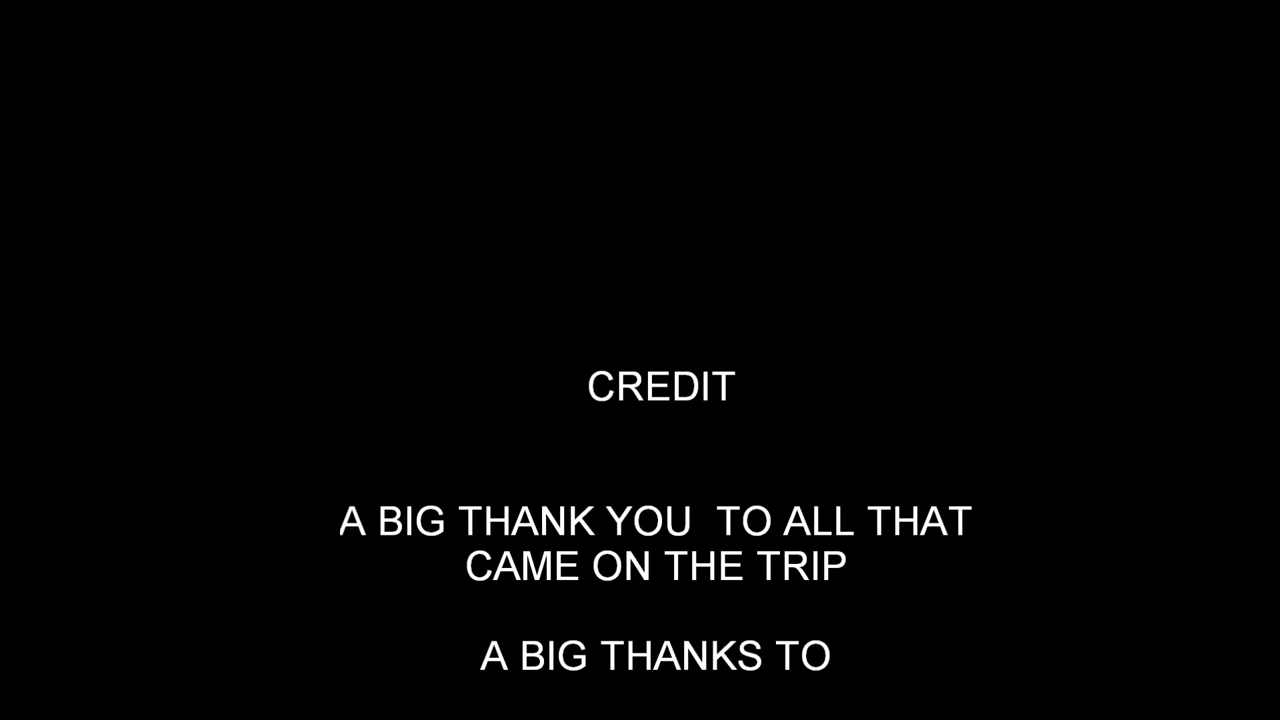 CREDIT
A BIG THANK YOU  TO ALL THAT
CAME ON THE TRIP
A BIG THANKS TO